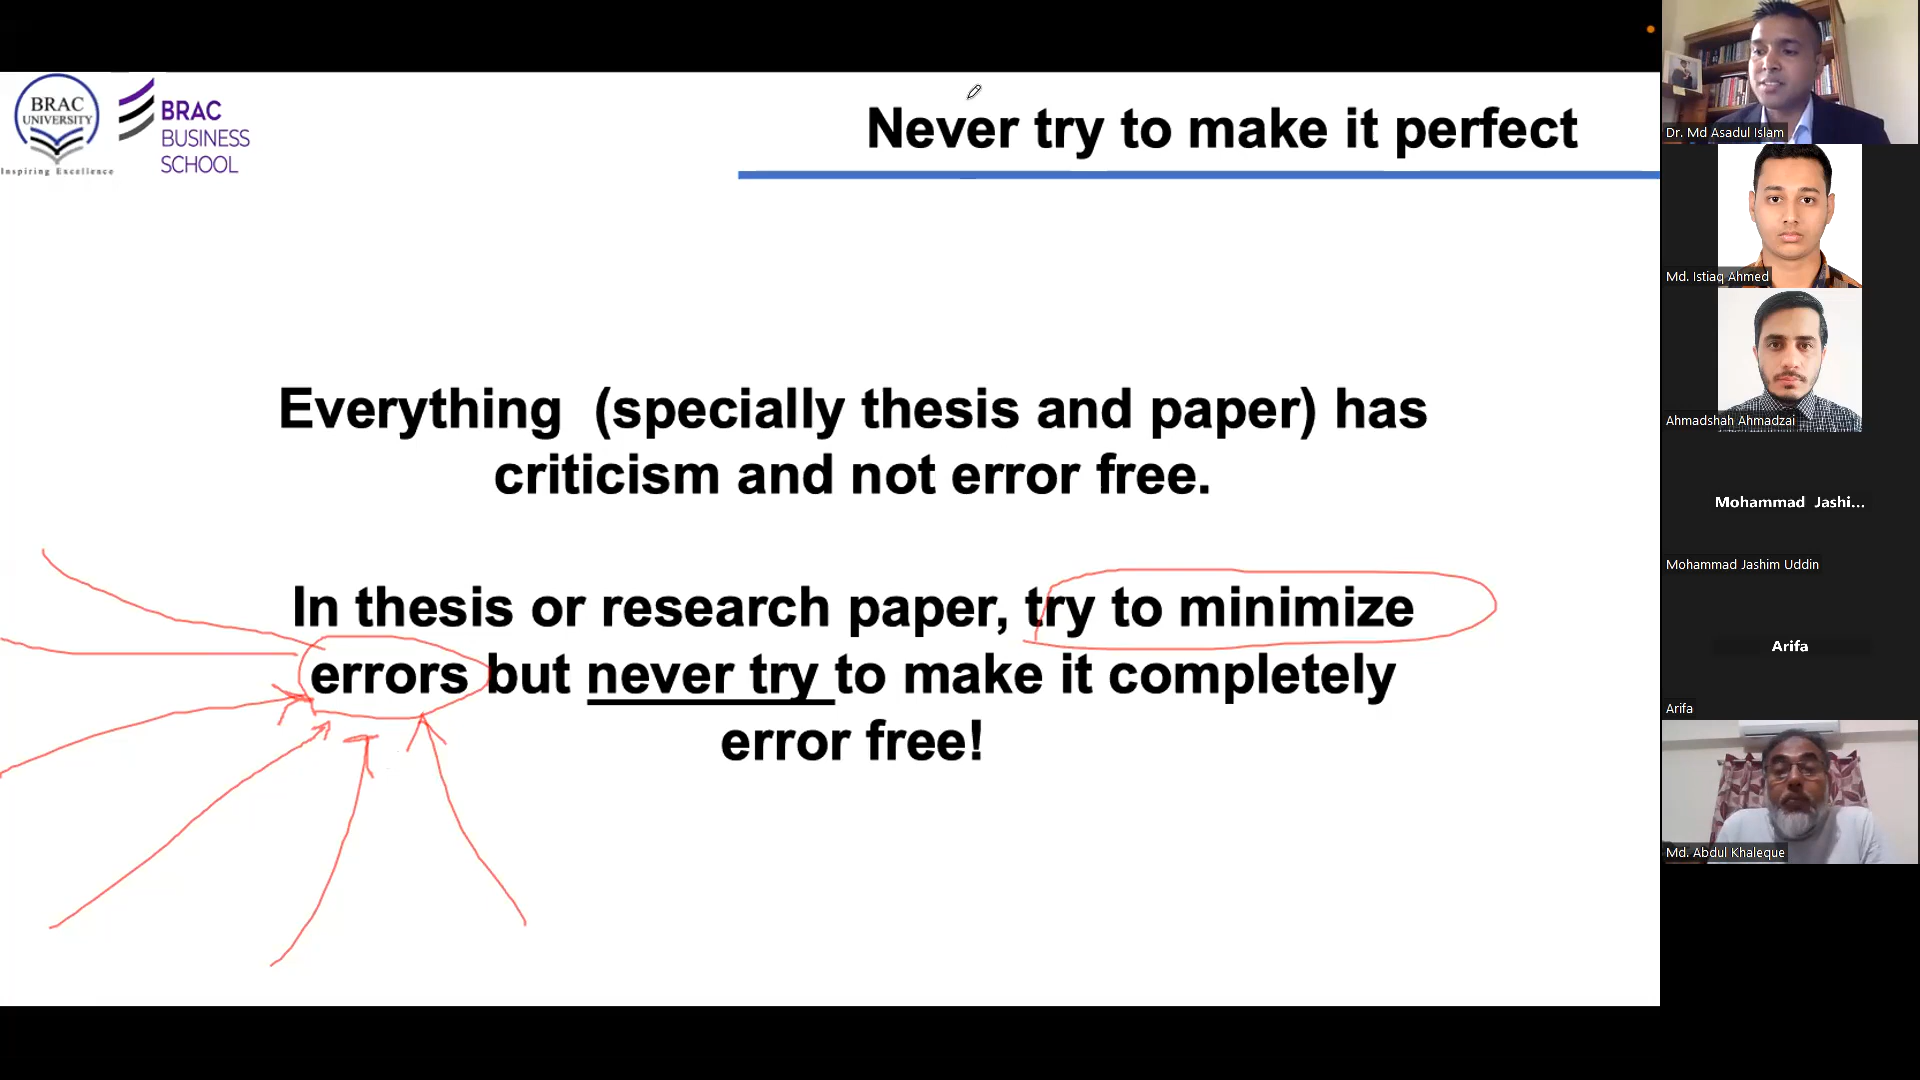 BRAC
UNIVERSITY
Inspiring Excellence
BRAC
BUSINESS
SCHOOL
Never try to make it perfect
Everything (specially thesis and paper) has
criticism and not error free.
In thesis or research paper, try to minimize
errors but never try to make it completely
error free!
Dr. Md Asadul Islam
Md. Istiaq Ahmed
Ahmadshah Ahmadzai
Mohammad Jashi...
Mohammad Jashim Uddin
Arifa
Arifa
Md. Abdul Khaleque